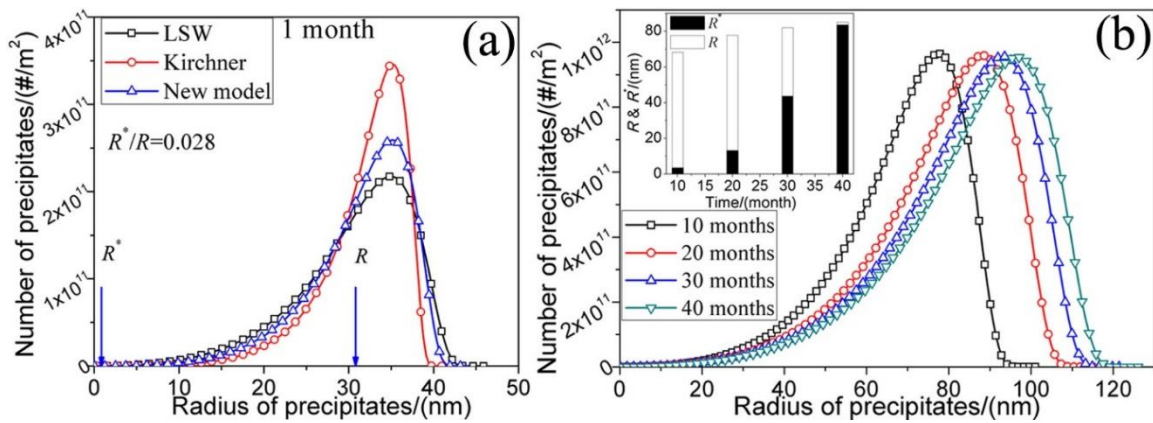 (a)
1 month
LSW
Kirchner
New model
R*/R=0.028
R*
R
Number of precipitates/(#/m²)
4x10¹¹
3x10¹¹
2x10¹¹
1x10¹¹
0
0 10 20 30 40 50
Radius of precipitates/(nm)
(b)
R*
R
R & R*/(nm)
80
60
40
20
0
10 15 20 25 30 35 40
Time/(month)
10 months
20 months
30 months
40 months
Number of precipitates/(#/m²)
1x10¹²
8x10¹¹
6x10¹¹
4x10¹¹
2x10¹¹
0
0 20 40 60 80 100 120
Radius of precipitates/(nm)